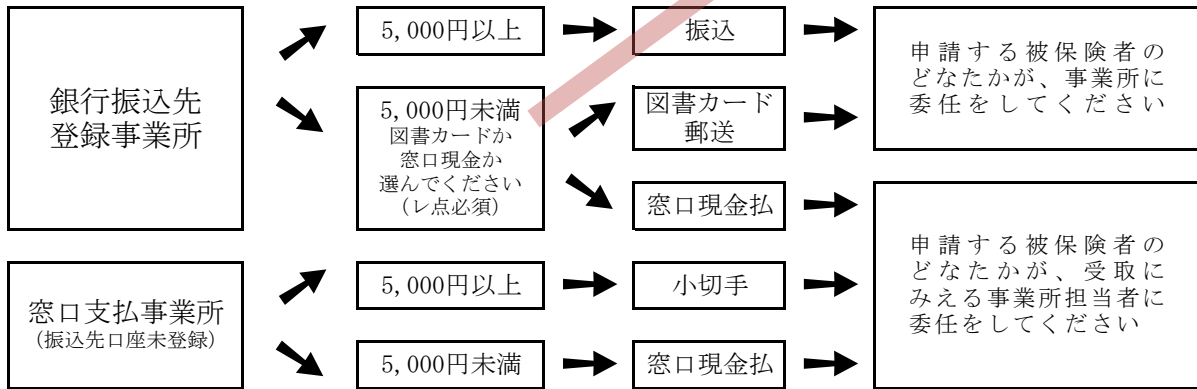 銀行振込先
登録事業所
5,000円以上
振込
申請する被保険者の
どなたかが、事業所に
委任をしてください
5,000円未満
図書カードか
窓口現金か
選んでください
(レ点必須)
図書カード
郵送
窓口現金払
窓口支払事業所
(振込先口座未登録)
5,000円以上
小切手
申請する被保険者の
どなたかが、受取に
みえる事業所担当者に
委任をしてください
5,000円未満
窓口現金払